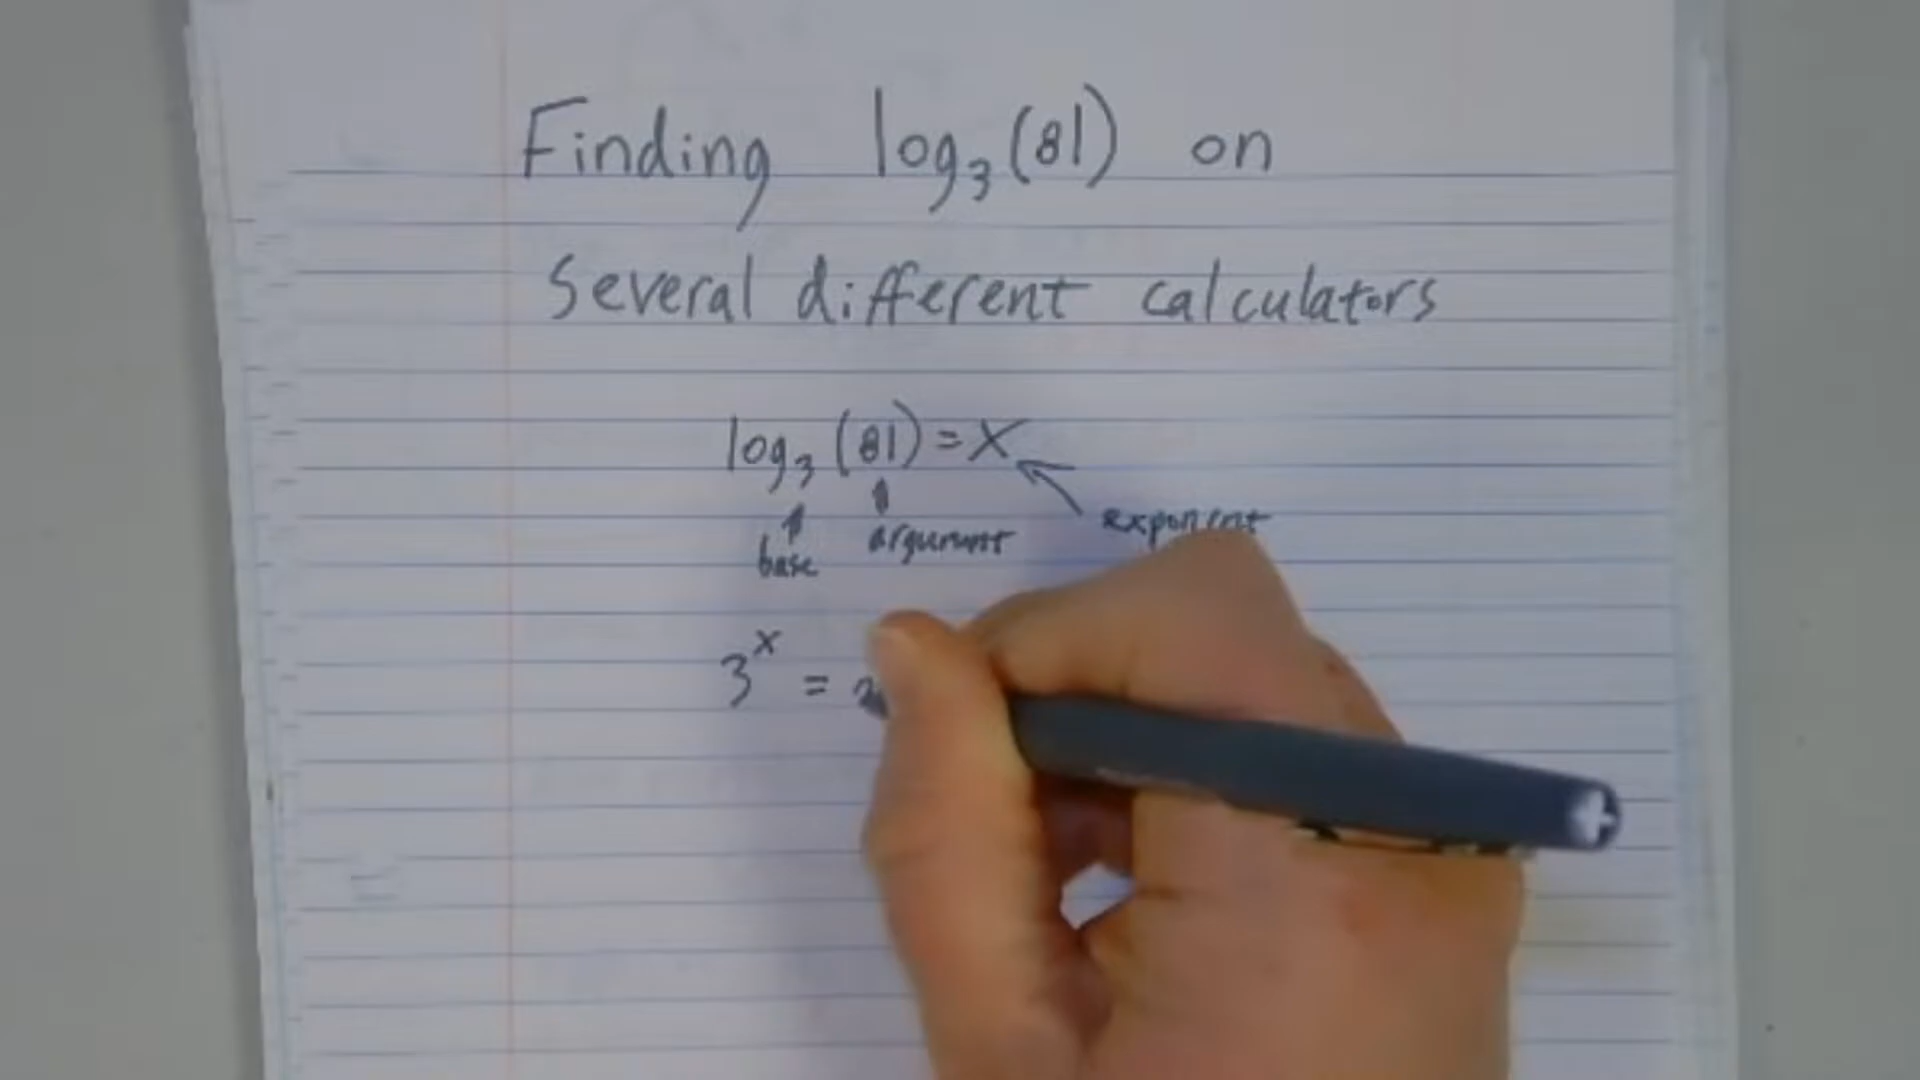 Finding log₃(81) on
Several different calculators
log₃(81) = x
exponent
argument
base
3ˣ =